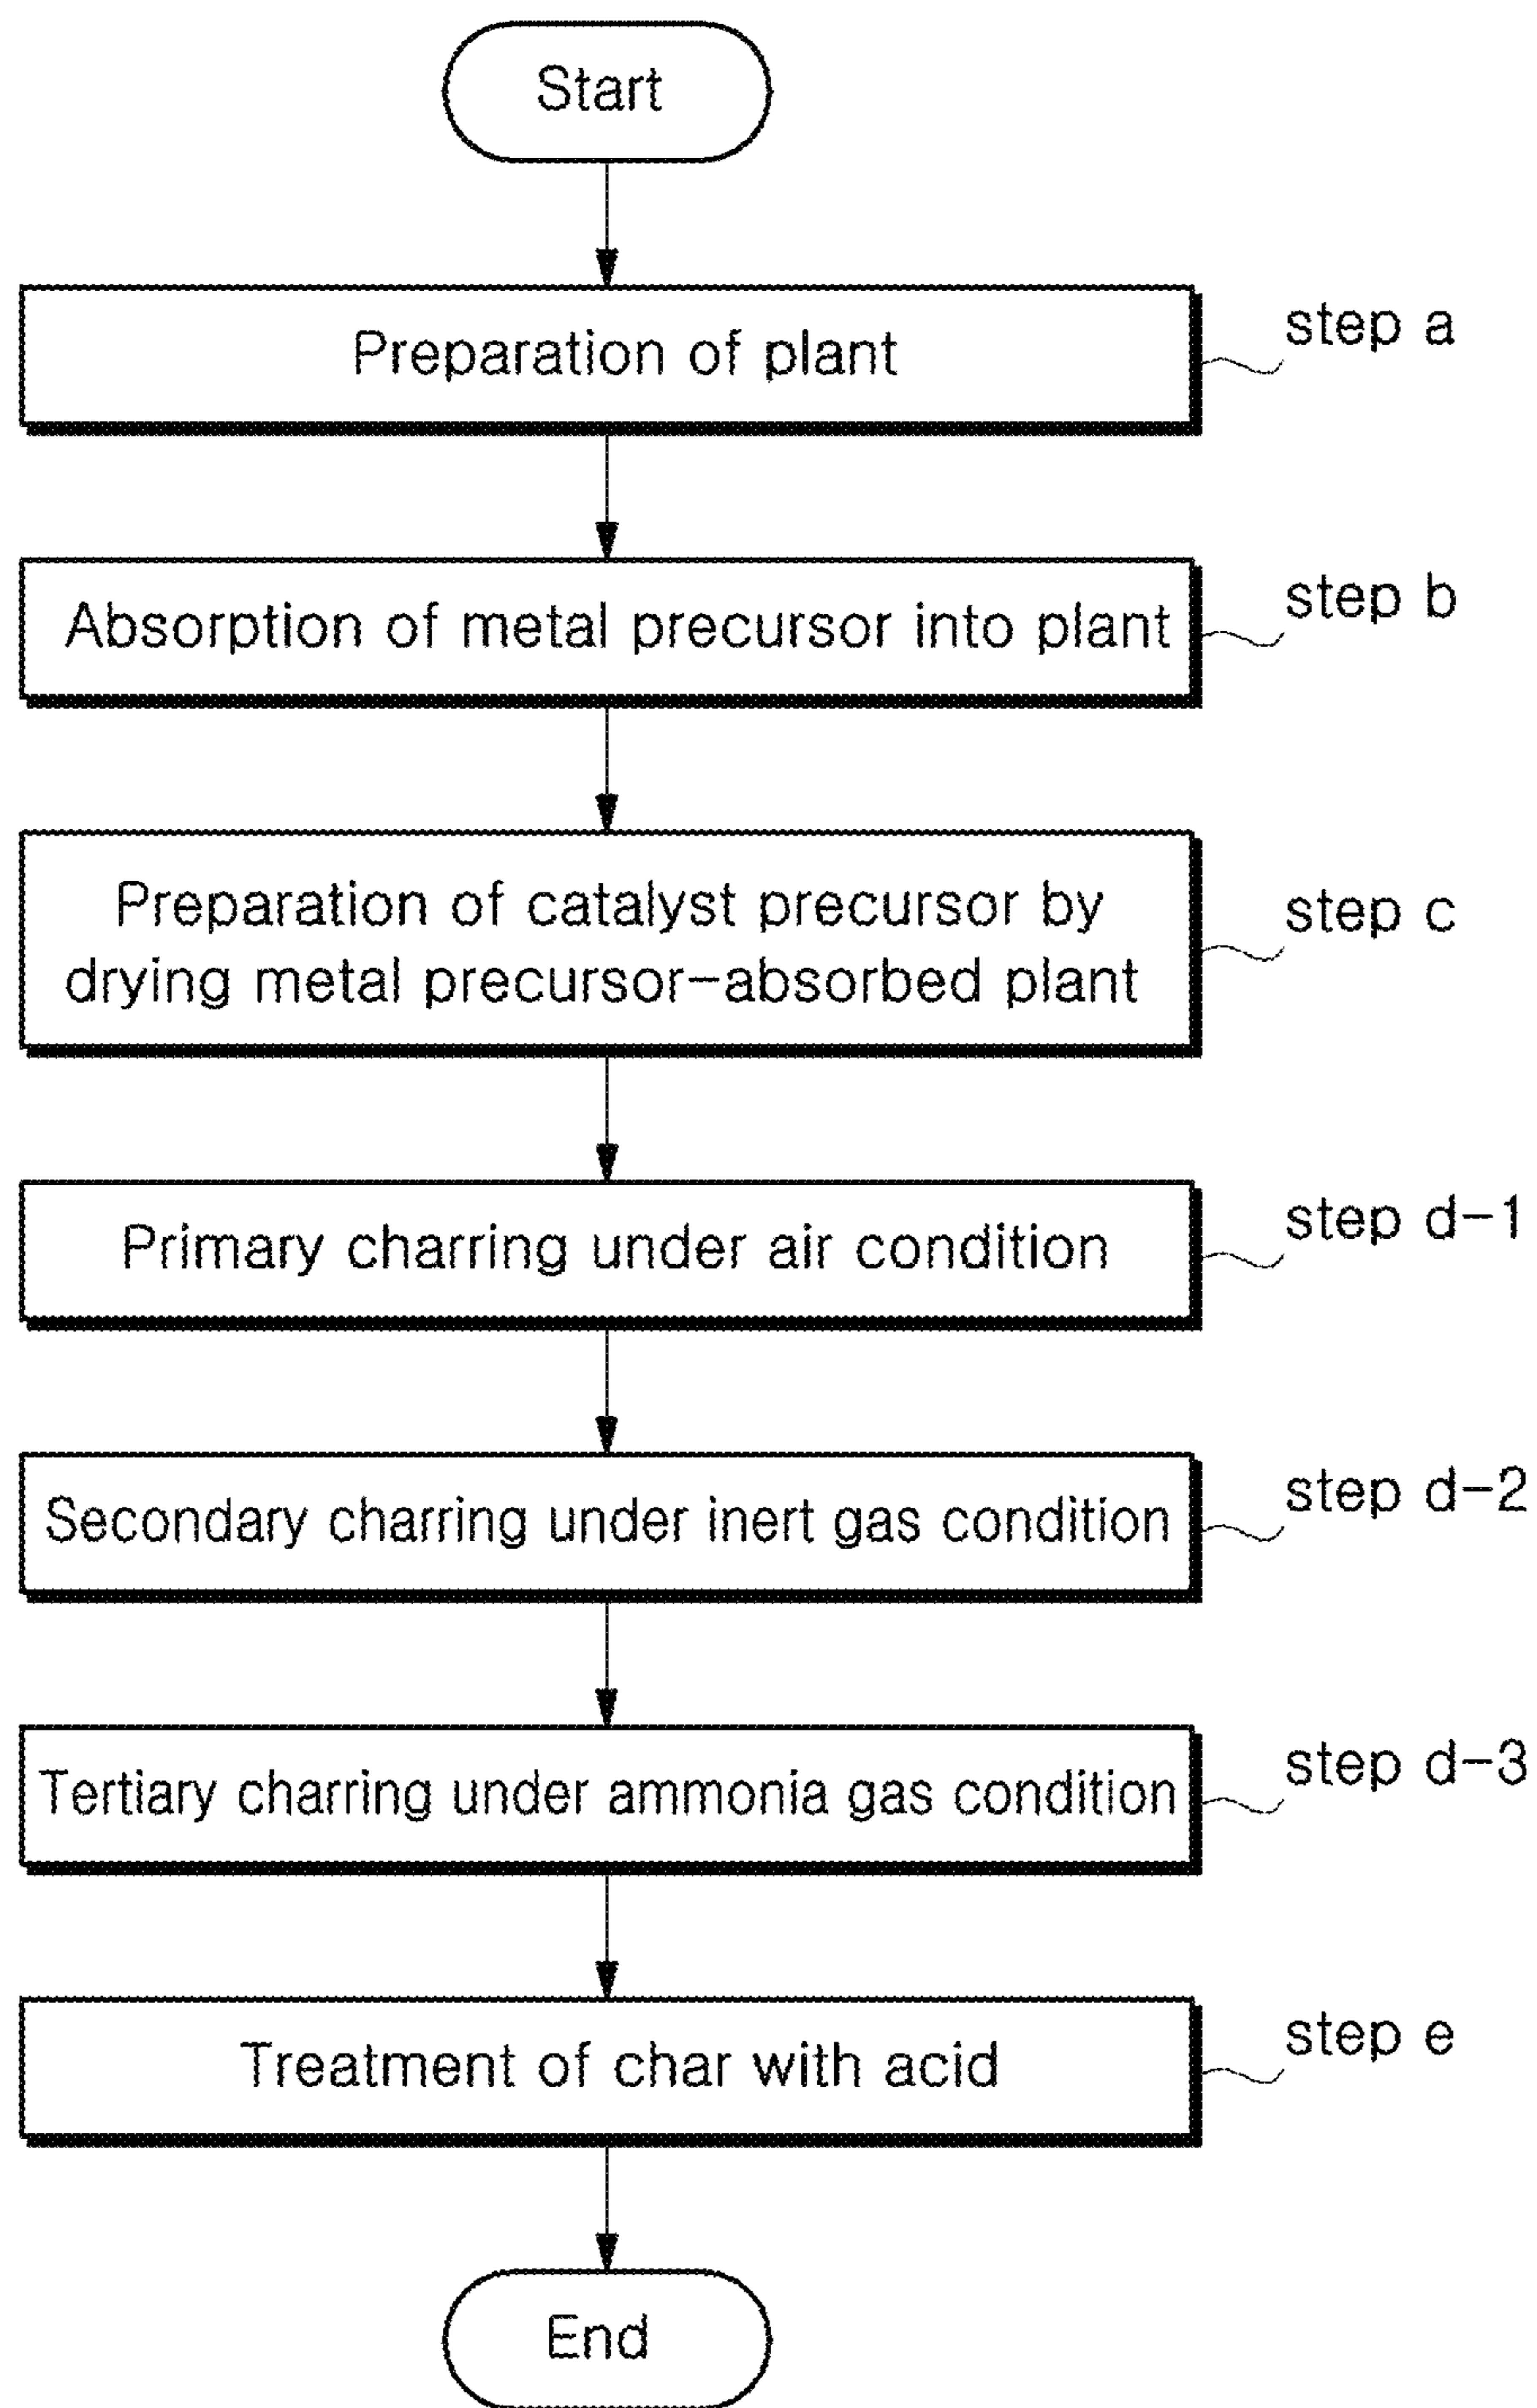 Start
Preparation of plant
step a
Absorption of metal precursor into plant
step b
Preparation of catalyst precursor by
drying metal precursor-absorbed plant
step c
Primary charring under air condition
step d-1
Secondary charring under inert gas condition
step d-2
Tertiary charring under ammonia gas condition
step d-3
Treatment of char with acid
step e
End